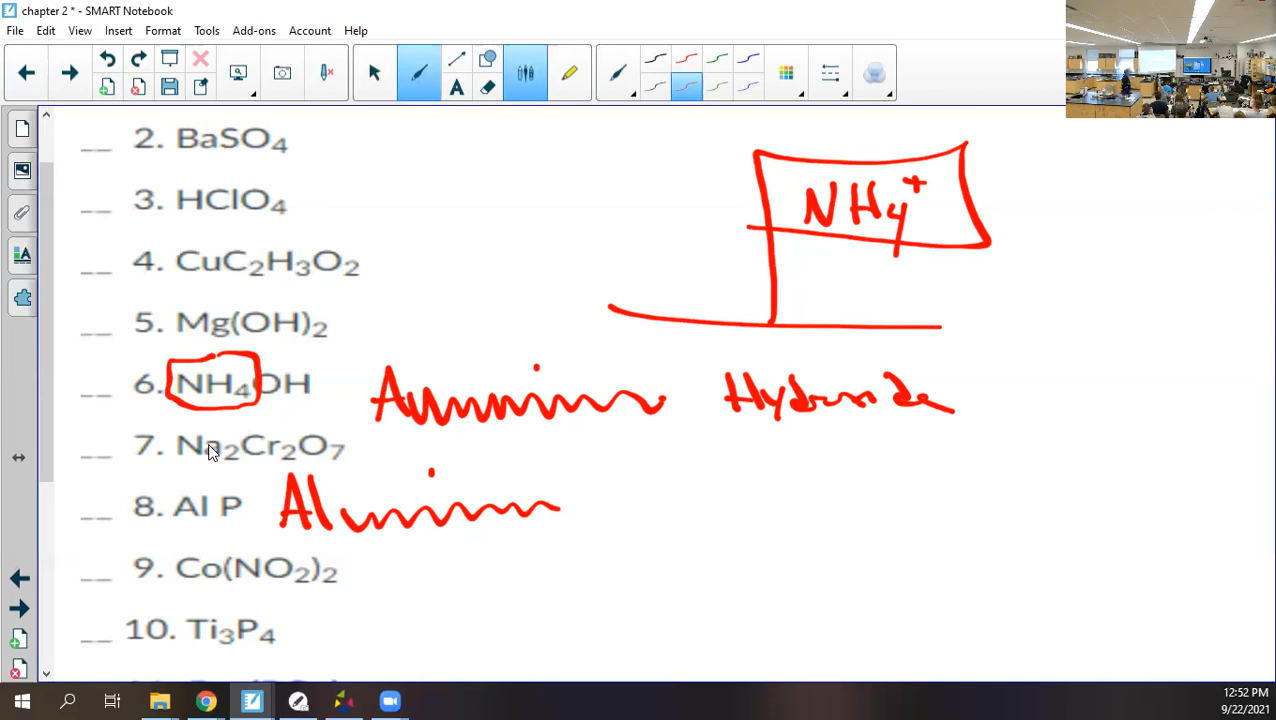 chapter 2 * - SMART Notebook
File Edit View Insert Format Tools Add-ons Account Help
2. BaSO₄
NH₄⁺
3. HClO₄
4. CuC₂H₃O₂
5. Mg(OH)₂
6. NH₄OH Hydroxide
7. Na₂Cr₂O₇
8. Al P Aluminum
9. Co(NO₂)₂
10. Ti₃P₄
12:52 PM
9/22/2021